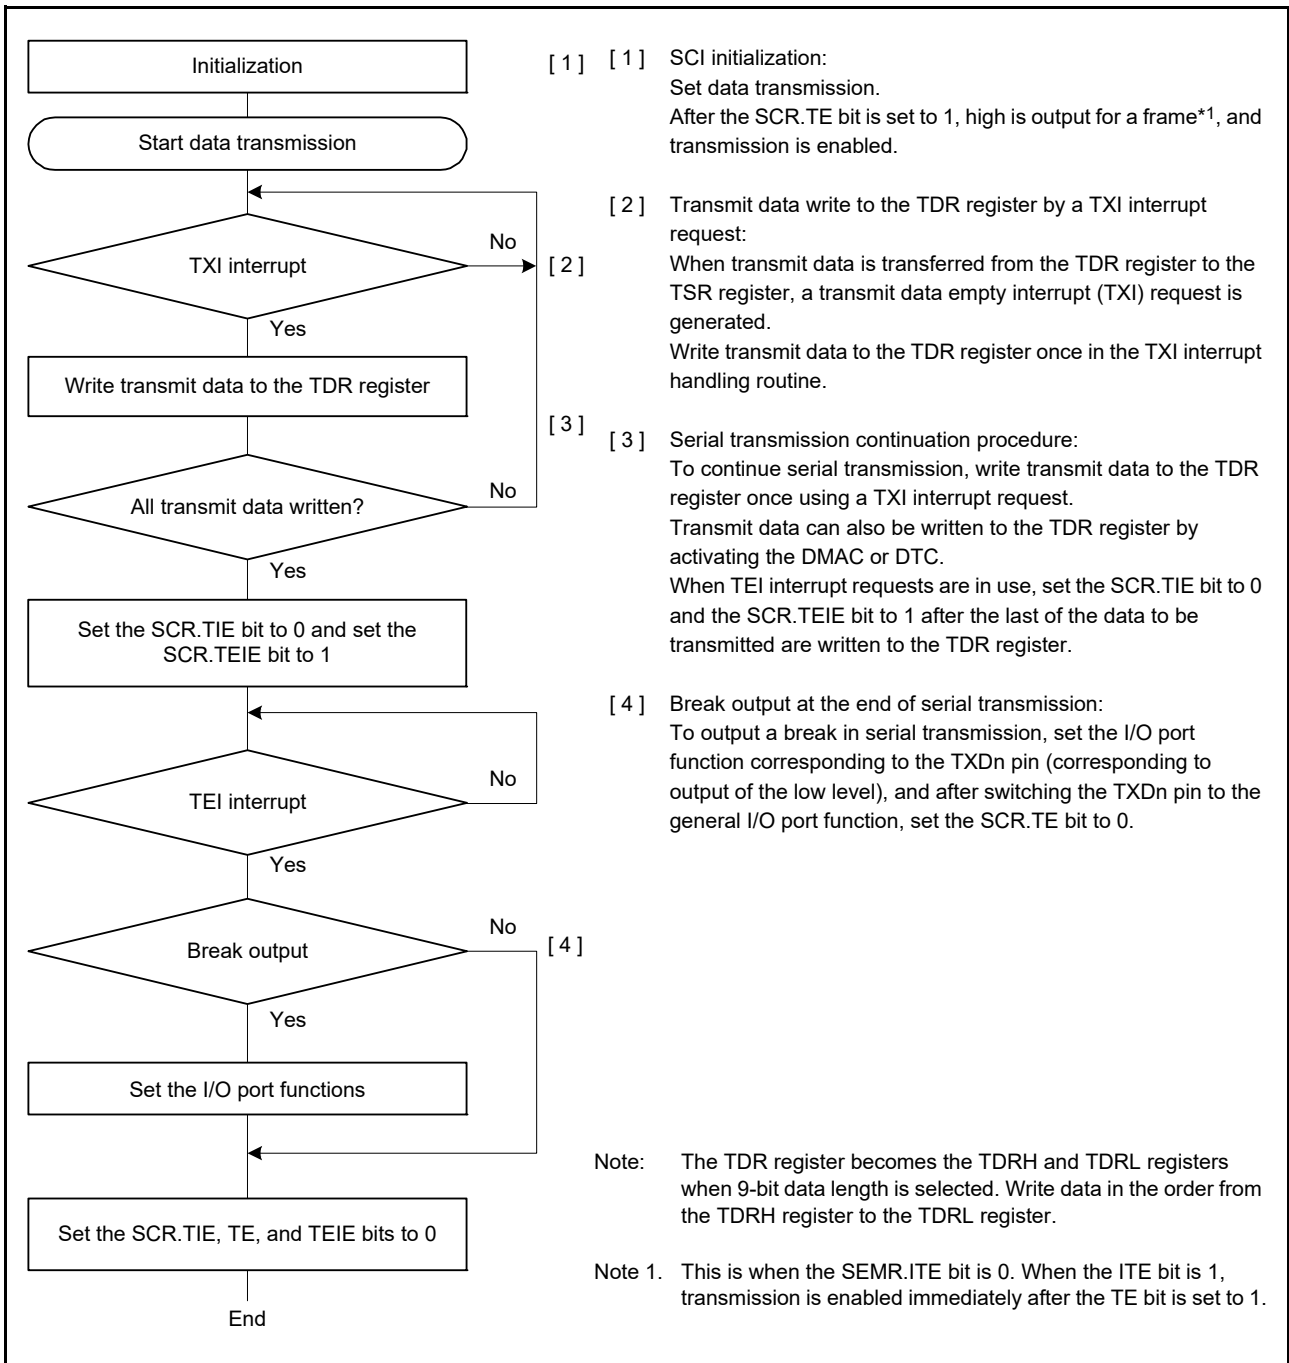 Initialization
[ 1 ]
Start data transmission
No
TXI interrupt
[ 2 ]
Yes
Write transmit data to the TDR register
[ 3 ]
No
All transmit data written?
Yes
Set the SCR.TIE bit to 0 and set the
SCR.TEIE bit to 1
No
TEI interrupt
Yes
No
Break output
[ 4 ]
Yes
Set the I/O port functions
Set the SCR.TIE, TE, and TEIE bits to 0
End
[ 1 ] SCI initialization:
Set data transmission.
After the SCR.TE bit is set to 1, high is output for a frame*1, and
transmission is enabled.
[ 2 ] Transmit data write to the TDR register by a TXI interrupt
request:
When transmit data is transferred from the TDR register to the
TSR register, a transmit data empty interrupt (TXI) request is
generated.
Write transmit data to the TDR register once in the TXI interrupt
handling routine.
[ 3 ] Serial transmission continuation procedure:
To continue serial transmission, write transmit data to the TDR
register once using a TXI interrupt request.
Transmit data can also be written to the TDR register by
activating the DMAC or DTC.
When TEI interrupt requests are in use, set the SCR.TIE bit to 0
and the SCR.TEIE bit to 1 after the last of the data to be
transmitted are written to the TDR register.
[ 4 ] Break output at the end of serial transmission:
To output a break in serial transmission, set the I/O port
function corresponding to the TXDn pin (corresponding to
output of the low level), and after switching the TXDn pin to the
general I/O port function, set the SCR.TE bit to 0.
Note: The TDR register becomes the TDRH and TDRL registers
when 9-bit data length is selected. Write data in the order from
the TDRH register to the TDRL register.
Note 1. This is when the SEMR.ITE bit is 0. When the ITE bit is 1,
transmission is enabled immediately after the TE bit is set to 1.